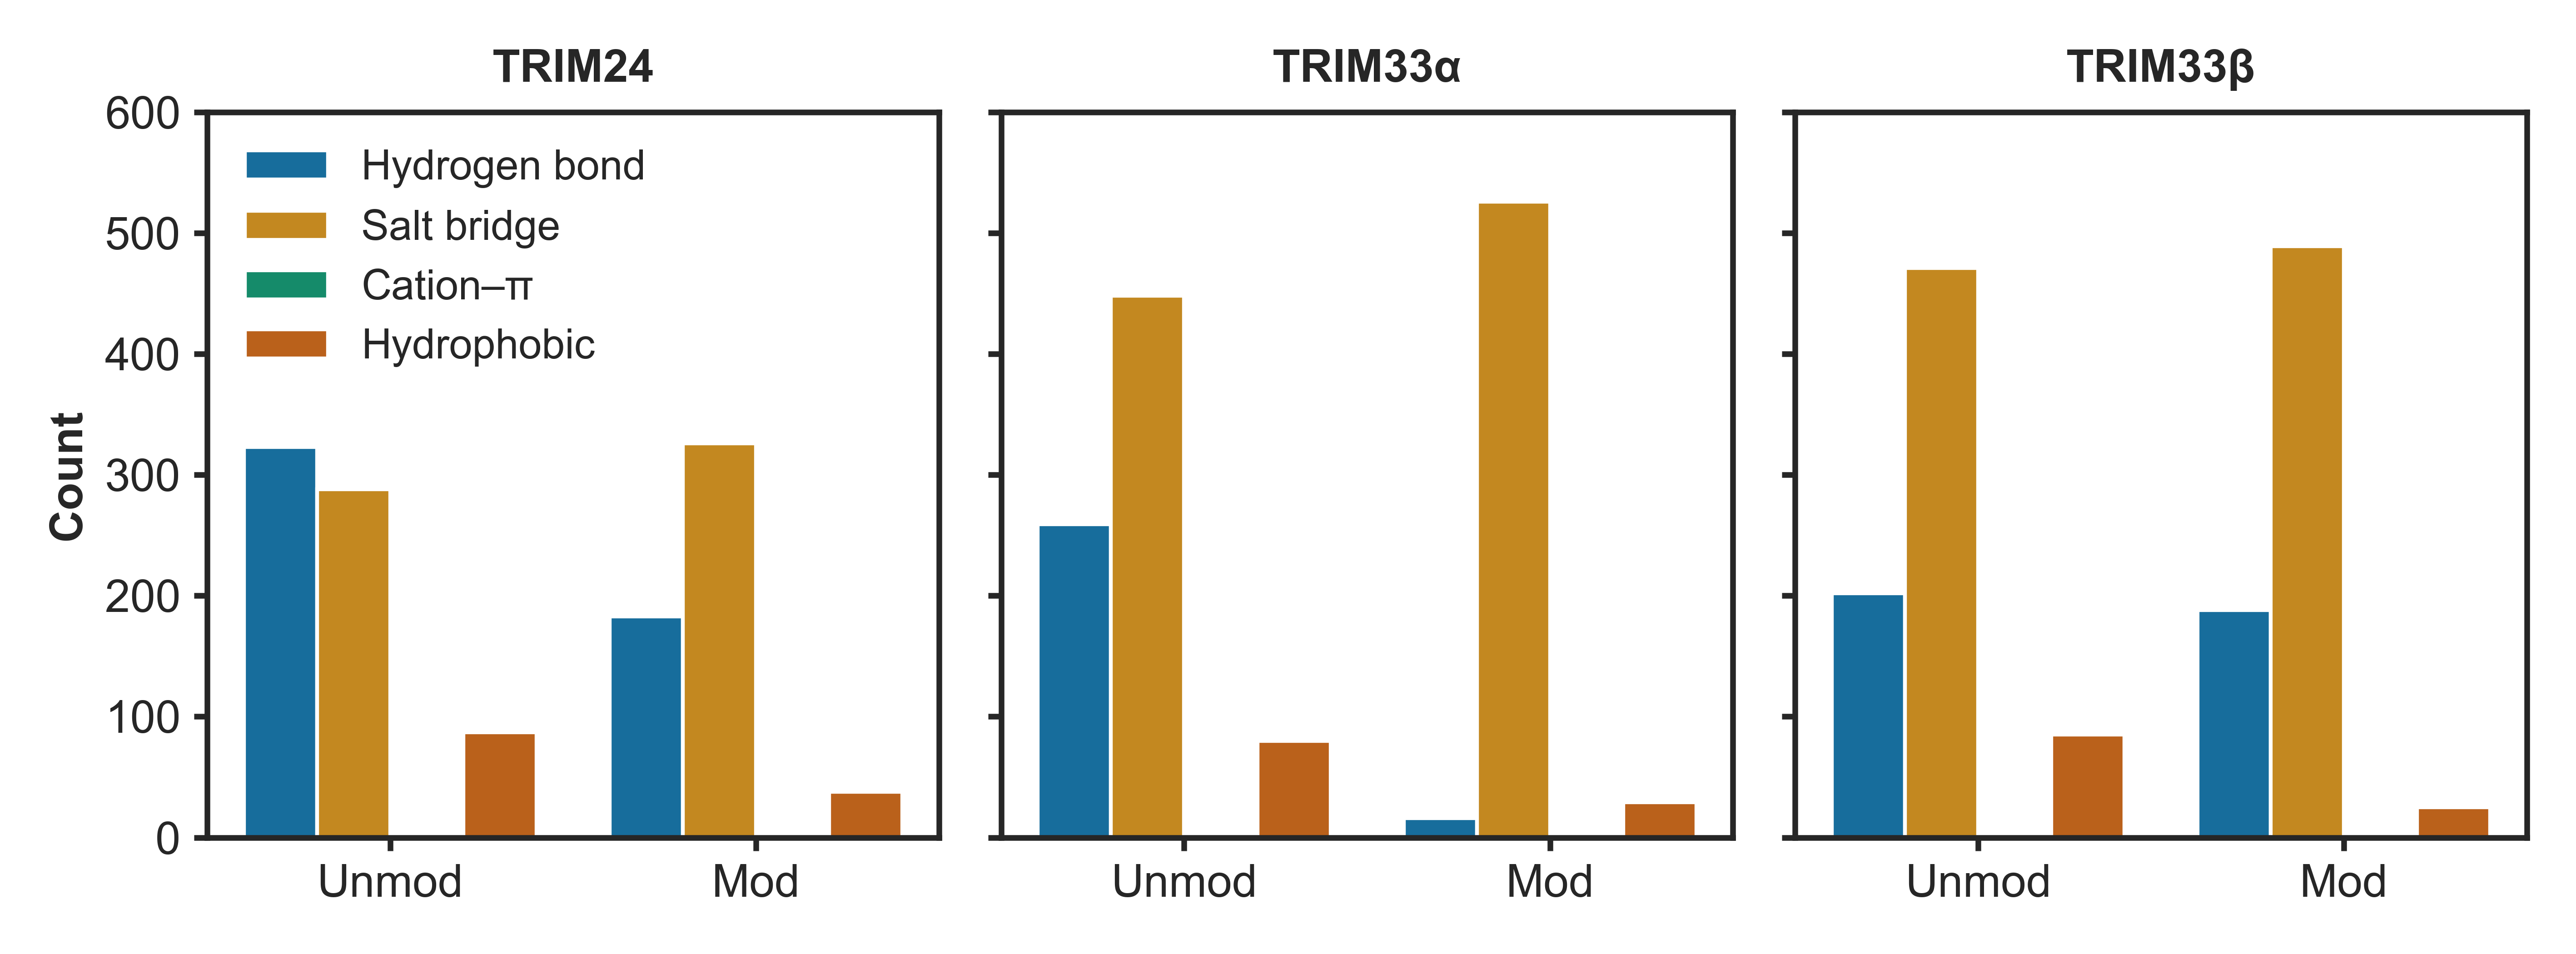 TRIM24
TRIM33α
TRIM33β
Count
600
500
400
300
200
100
0
Hydrogen bond
Salt bridge
Cation–π
Hydrophobic
Unmod
Mod
Unmod
Mod
Unmod
Mod